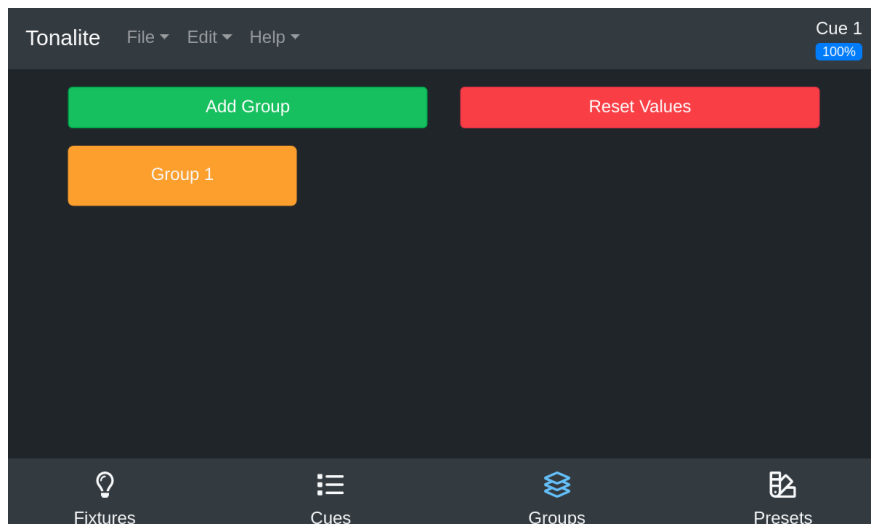 Tonalite File Edit Help Cue 1
100%
Add Group Reset Values
Group 1
Fixtures Cues Groups Presets